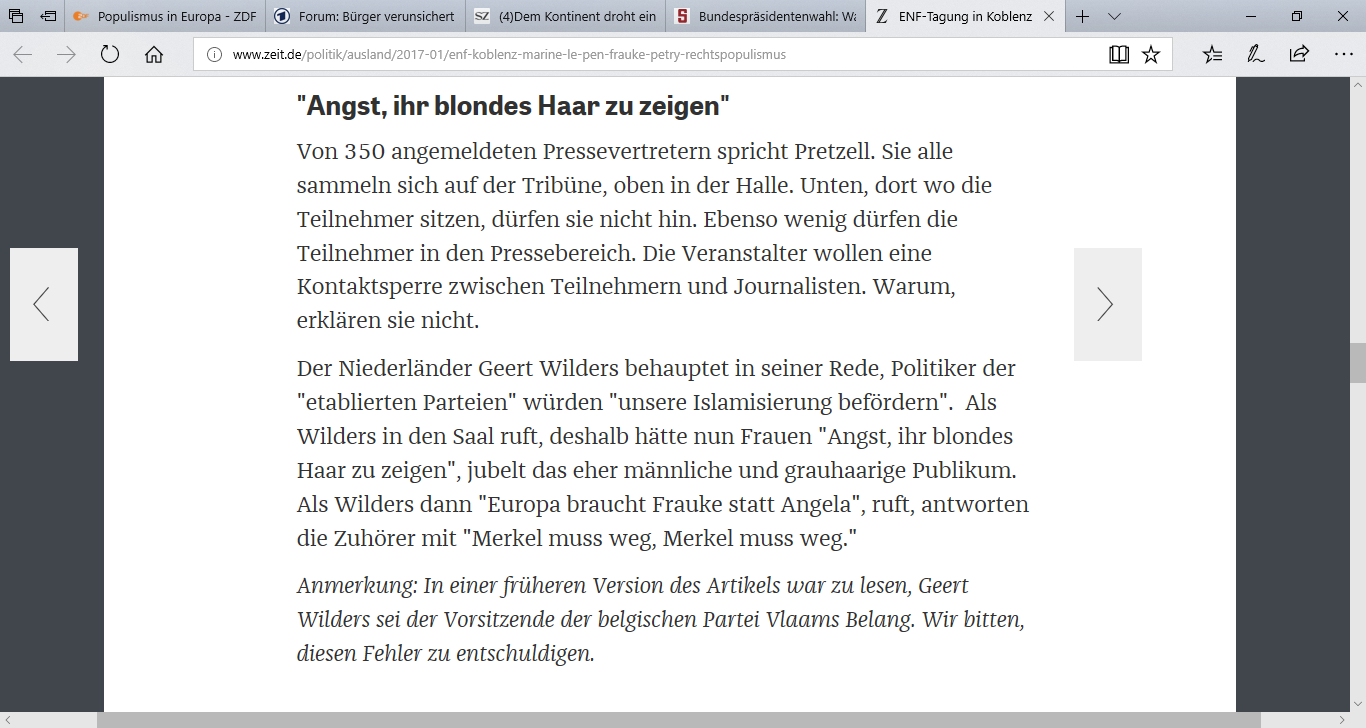 Populismus in Europa - ZDF
Forum: Bürger verunsichert
SZ (4)Dem Kontinent droht ein
S Bundespräsidentenwahl: Wa
Z ENF-Tagung in Koblenz
www.zeit.de/politik/ausland/2017-01/enf-koblenz-marine-le-pen-frauke-petry-rechtspopulismus
"Angst, ihr blondes Haar zu zeigen"
Von 350 angemeldeten Pressevertretern spricht Pretzell. Sie alle
sammeln sich auf der Tribüne, oben in der Halle. Unten, dort wo die
Teilnehmer sitzen, dürfen sie nicht hin. Ebenso wenig dürfen die
Teilnehmer in den Pressebereich. Die Veranstalter wollen eine
Kontaktsperre zwischen Teilnehmern und Journalisten. Warum,
erklären sie nicht.
Der Niederländer Geert Wilders behauptet in seiner Rede, Politiker der
"etablierten Parteien" würden "unsere Islamisierung befördern".  Als
Wilders in den Saal ruft, deshalb hätte nun Frauen "Angst, ihr blondes
Haar zu zeigen", jubelt das eher männliche und grauhaarige Publikum.
Als Wilders dann "Europa braucht Frauke statt Angela", ruft, antworten
die Zuhörer mit "Merkel muss weg, Merkel muss weg."
Anmerkung: In einer früheren Version des Artikels war zu lesen, Geert
Wilders sei der Vorsitzende der belgischen Partei Vlaams Belang. Wir bitten,
diesen Fehler zu entschuldigen.